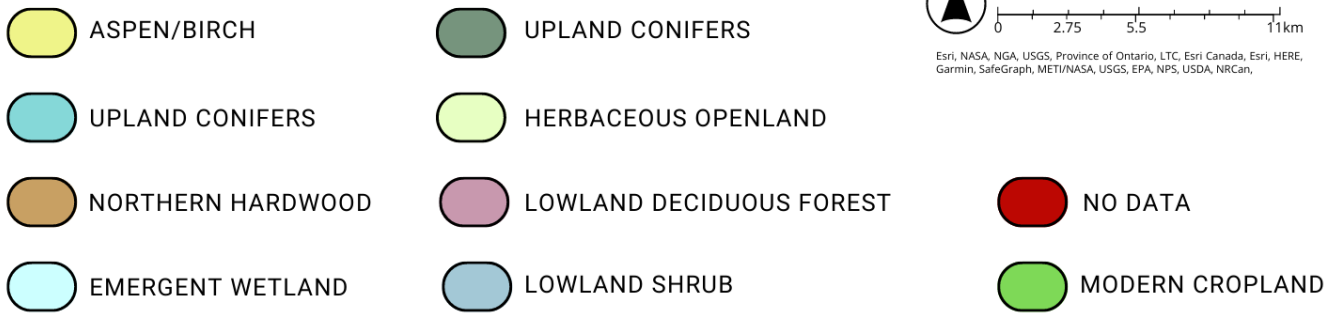 ASPEN/BIRCH
UPLAND CONIFERS
NORTHERN HARDWOOD
EMERGENT WETLAND
UPLAND CONIFERS
HERBACEOUS OPENLAND
LOWLAND DECIDUOUS FOREST
LOWLAND SHRUB
0 2.75 5.5 11km
Esri, NASA, NGA, USGS, Province of Ontario, LTC, Esri Canada, Esri, HERE,
Garmin, SafeGraph, METI/NASA, USGS, EPA, NPS, USDA, NRCan,
NO DATA
MODERN CROPLAND